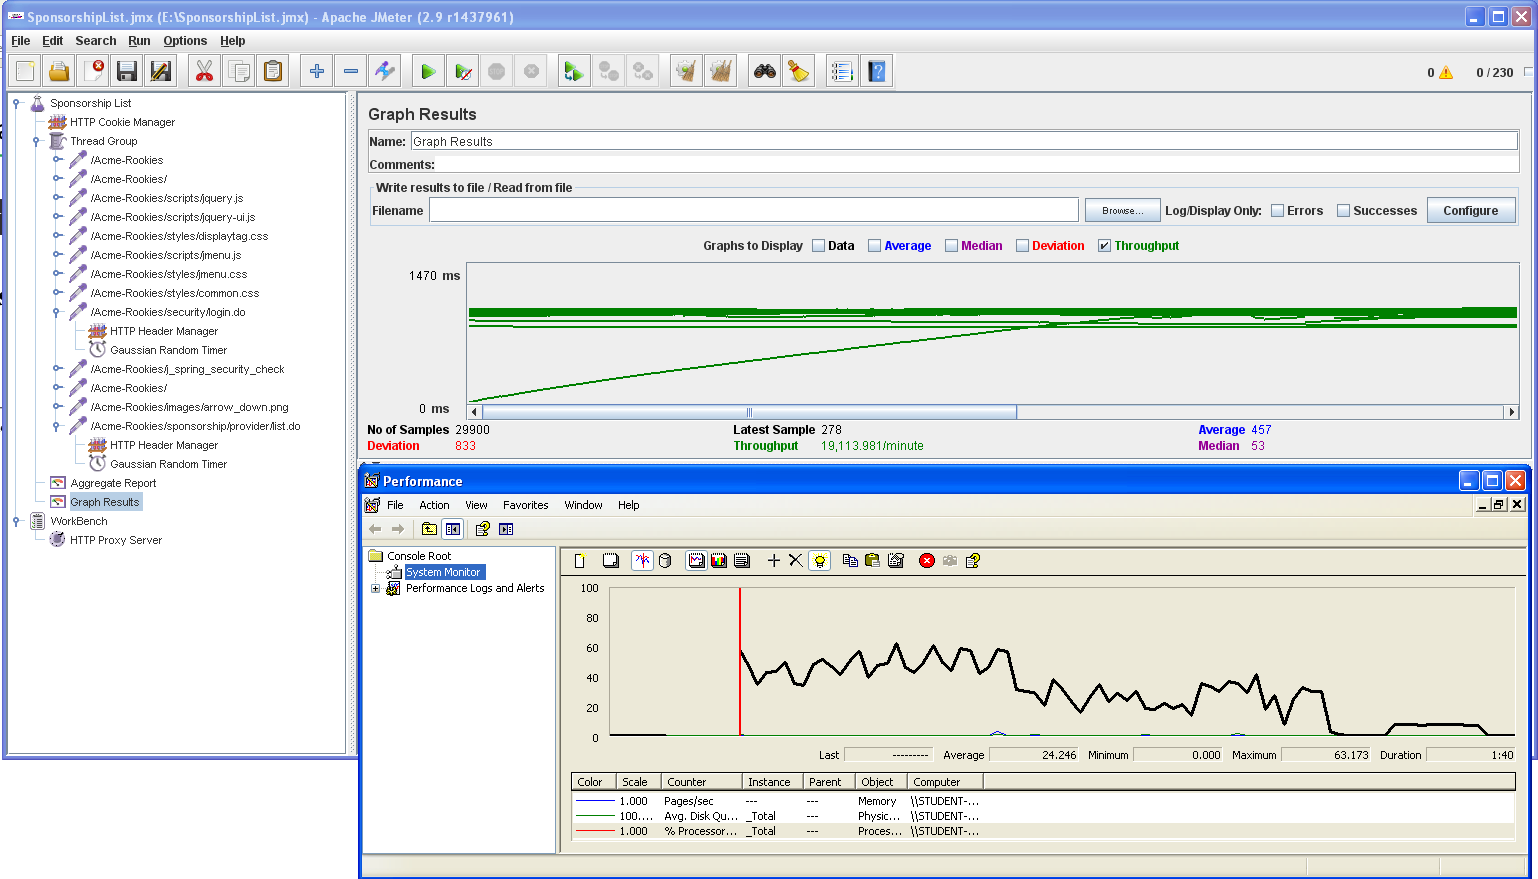 SponsorshipList.jmx (E:\SponsorshipList.jmx) - Apache JMeter (2.9 r1437961)
File Edit Search Run Options Help
0 0 / 230
Sponsorship List
HTTP Cookie Manager
Thread Group
/Acme-Rookies
/Acme-Rookies/
/Acme-Rookies/scripts/jquery.js
/Acme-Rookies/scripts/jquery-ui.js
/Acme-Rookies/styles/displaytag.css
/Acme-Rookies/scripts/jmenu.js
/Acme-Rookies/styles/jmenu.css
/Acme-Rookies/styles/common.css
/Acme-Rookies/security/login.do
HTTP Header Manager
Gaussian Random Timer
/Acme-Rookies/j_spring_security_check
/Acme-Rookies/
/Acme-Rookies/images/arrow_down.png
/Acme-Rookies/sponsorship/provider/list.do
HTTP Header Manager
Gaussian Random Timer
Aggregate Report
Graph Results
WorkBench
HTTP Proxy Server
Graph Results
Name: Graph Results
Comments:
Write results to file / Read from file
Filename Browse... Log/Display Only: Errors Successes Configure
Graphs to Display Data Average Median Deviation Throughput
1470 ms
0 ms
No of Samples 29900 Latest Sample 278 Average 457
Deviation 833 Throughput 19,113.981/minute Median 53
Performance
File Action View Favorites Window Help
Console Root
System Monitor
Performance Logs and Alerts
100
80
60
40
20
0
Last --------- Average 24.246 Minimum 0.000 Maximum 63.173 Duration 1:40
Color Scale Counter Instance Parent Object Computer
1.000 Pages/sec --- --- Memory \\STUDENT-...
100.... Avg. Disk Qu... _Total --- Physic... \\STUDENT-...
1.000 % Processor... _Total --- Proces... \\STUDENT-...